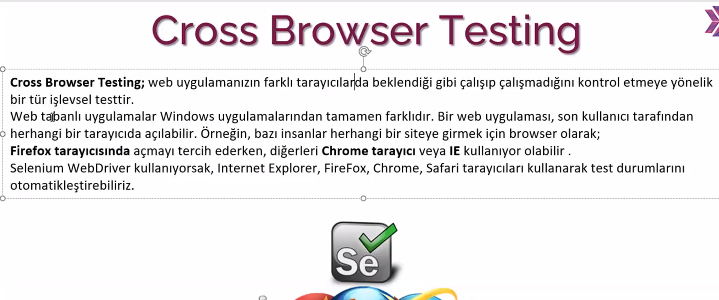 Cross Browser Testing
Cross Browser Testing; web uygulamanızın farklı tarayıcılarda beklendiği gibi çalışıp çalışmadığını kontrol etmeye yönelik
bir tür işlevsel testtir.
Web tabanlı uygulamalar Windows uygulamalarından tamamen farklıdır. Bir web uygulaması, son kullanıcı tarafından
herhangi bir tarayıcıda açılabilir. Örneğin, bazı insanlar herhangi bir siteye girmek için browser olarak;
Firefox tarayıcısında açmayı tercih ederken, diğerleri Chrome tarayıcı veya IE kullanıyor olabilir .
Selenium WebDriver kullanıyorsak, Internet Explorer, FireFox, Chrome, Safari tarayıcıları kullanarak test durumlarını
otomatikleştirebiliriz.
Se